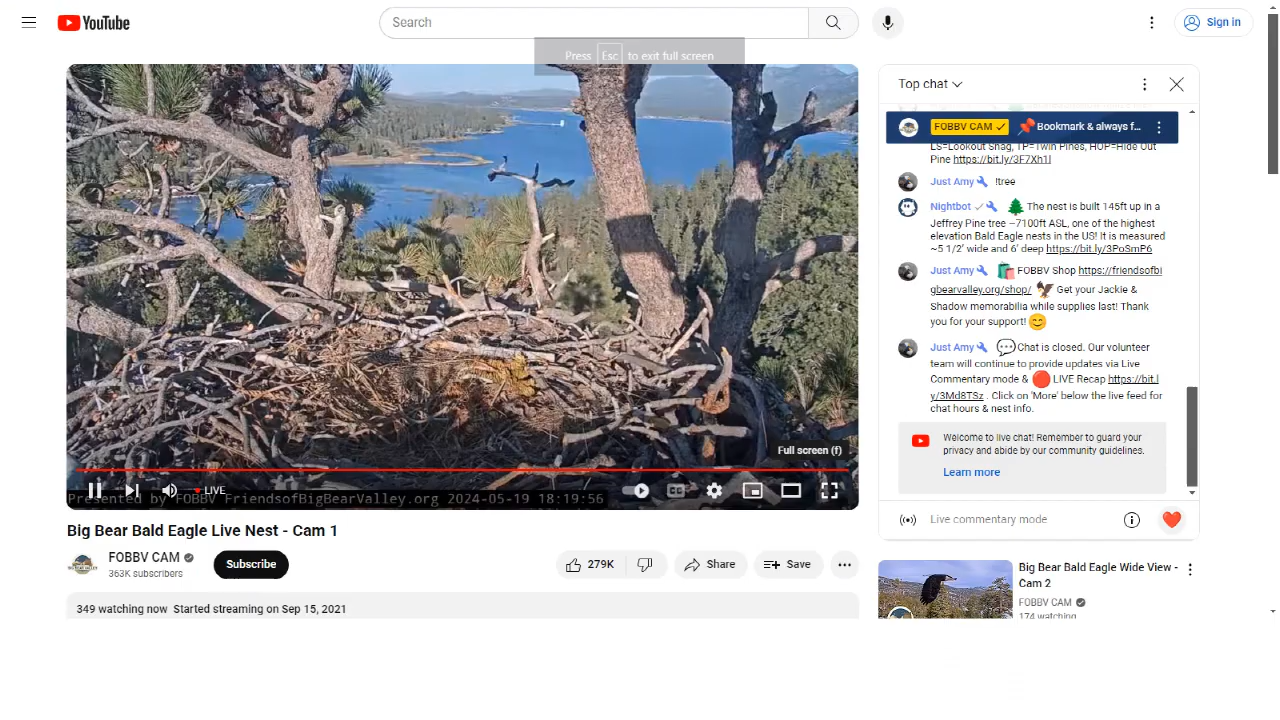 YouTube
Search
Sign in
Press Esc to exit full screen
Top chat
FOBBV CAM Bookmark & always f...
LS=Lookout Snag, TP=Twin Pines, HOP=Hide Out
Pine https://bit.ly/3F7Xh1I
Just Amy !tree
Nightbot The nest is built 145ft up in a
Jeffrey Pine tree ~7100ft ASL, one of the highest
elevation Bald Eagle nests in the US! It is measured
~5 1/2' wide and 6' deep https://bit.ly/3PoSmP6
Just Amy FOBBV Shop https://friendsofbi
gbearvalley.org/shop/ Get your Jackie &
Shadow memorabilia while supplies last! Thank
you for your support!
Just Amy Chat is closed. Our volunteer
team will continue to provide updates via Live
Commentary mode & LIVE Recap https://bit.l
y/3Md8TSz . Click on 'More' below the live feed for
chat hours & nest info.
Welcome to live chat! Remember to guard your
privacy and abide by our community guidelines.
Learn more
Live commentary mode
Full screen (f)
LIVE
Presented by FOBBV FriendsofBigBearValley.org 2024-05-19 18:19:56
Big Bear Bald Eagle Live Nest - Cam 1
FOBBV CAM
363K subscribers
Subscribe
279K
Share
Save
349 watching now Started streaming on Sep 15, 2021
Big Bear Bald Eagle Wide View -
Cam 2
FOBBV CAM
174 watching